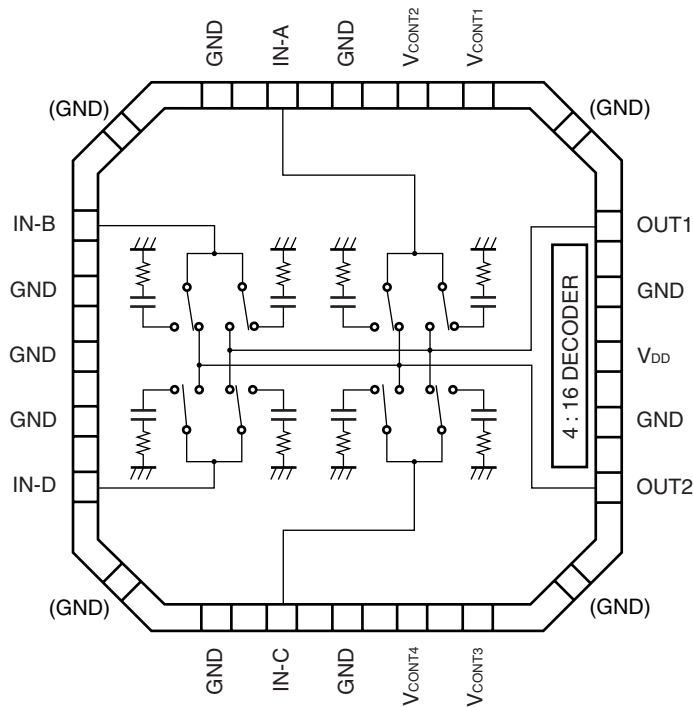 GND
IN-A
GND
VCONT2
VCONT1
(GND)
(GND)
IN-B
GND
GND
GND
IN-D
OUT1
GND
VDD
GND
OUT2
4 : 16 DECODER
(GND)
(GND)
GND
IN-C
GND
VCONT4
VCONT3